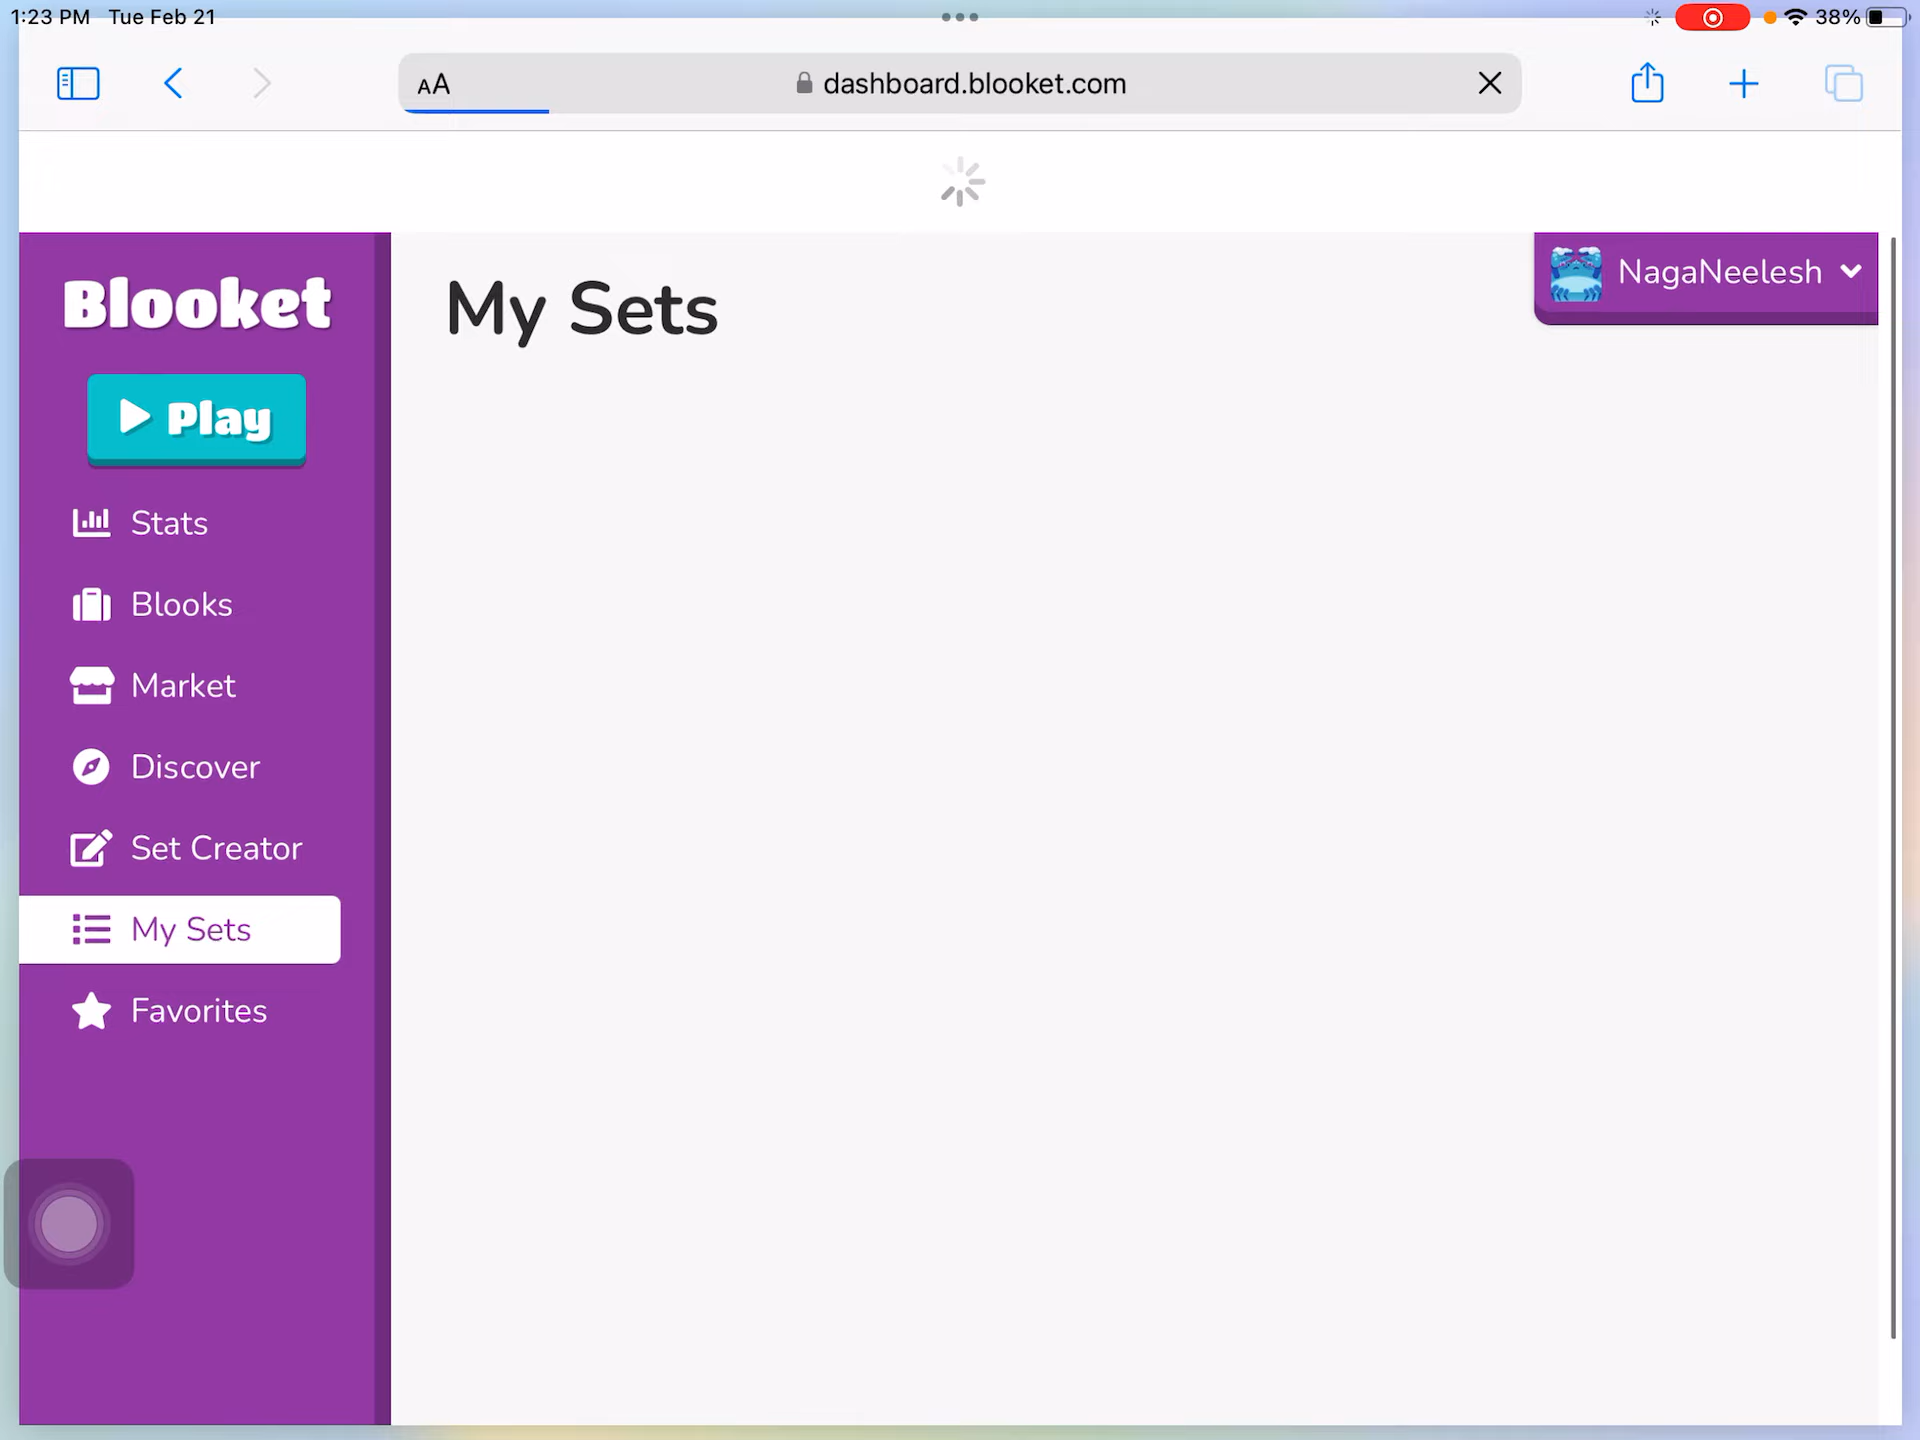 1:23 PM Tue Feb 21
38%
AA
dashboard.blooket.com
Blooket
My Sets
NagaNeelesh
Play
Stats
Blooks
Market
Discover
Set Creator
My Sets
Favorites